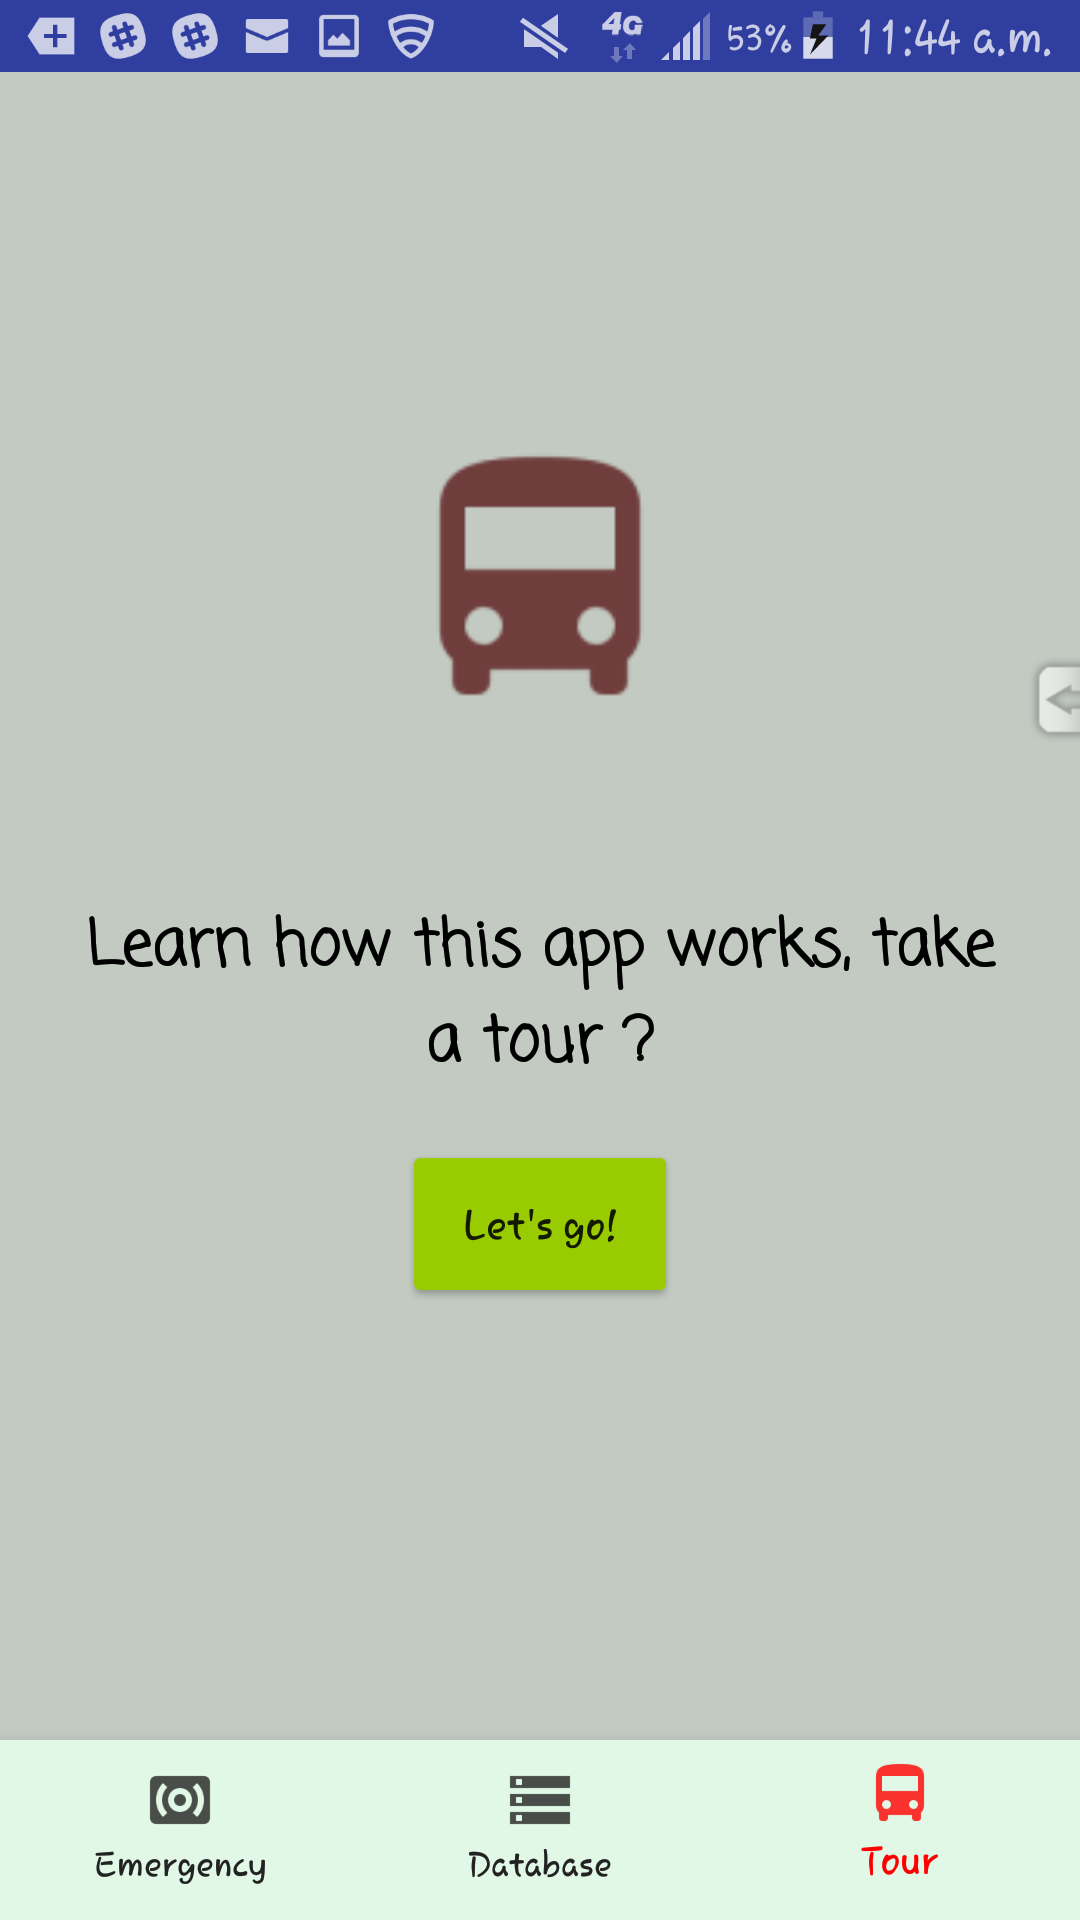 4G 53% 11:44 a.m.
Learn how this app works, take
a tour ?
Let's go!
Emergency Database Tour